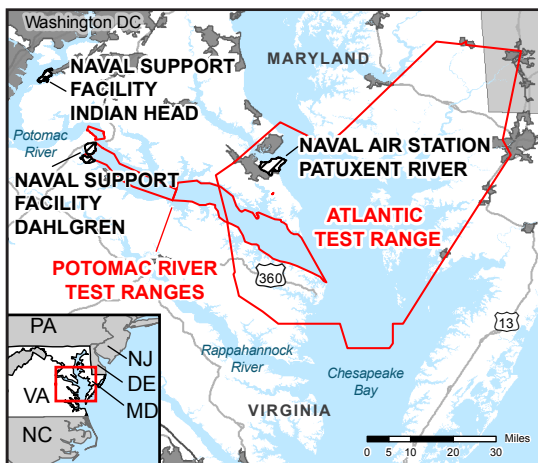 Washington DC
MARYLAND
NAVAL SUPPORT
FACILITY
INDIAN HEAD
Potomac
River
NAVAL AIR STATION
PATUXENT RIVER
NAVAL SUPPORT
FACILITY
DAHLGREN
ATLANTIC
TEST RANGE
POTOMAC RIVER
TEST RANGES
360
13
Rappahannock
River
Chesapeake
Bay
VIRGINIA
PA
NJ
DE
VA
MD
NC
Miles
0 5 10 20 30